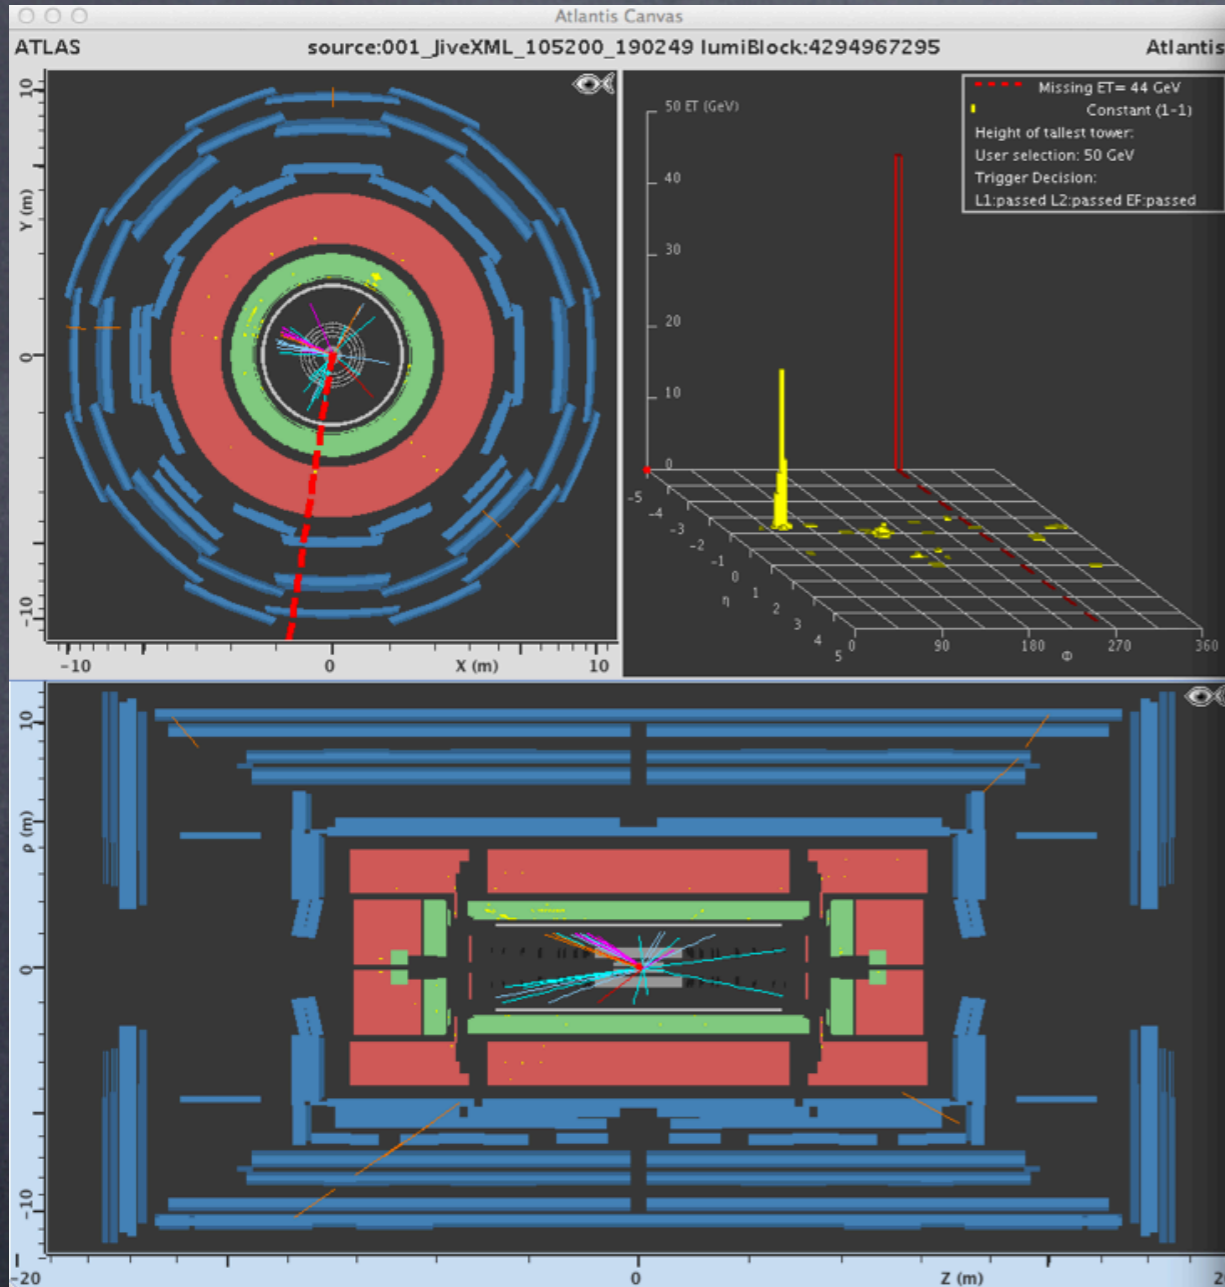 Atlantis Canvas
ATLAS source:001_JiveXML_105200_190249 lumiBlock:4294967295 Atlantis
10
Y (m)
0
-10
-10 0 X (m) 10
50 ET (GeV)
40
30
20
10
0
Missing ET= 44 GeV
Constant (1-1)
Height of tallest tower:
User selection: 50 GeV
Trigger Decision:
L1:passed L2:passed EF:passed
-5
-4
-3
-2
-1
0
η
1
2
3
4
5
0 90 180 270 360
Φ
10
ρ (m)
0
-10
-20 0 Z (m)